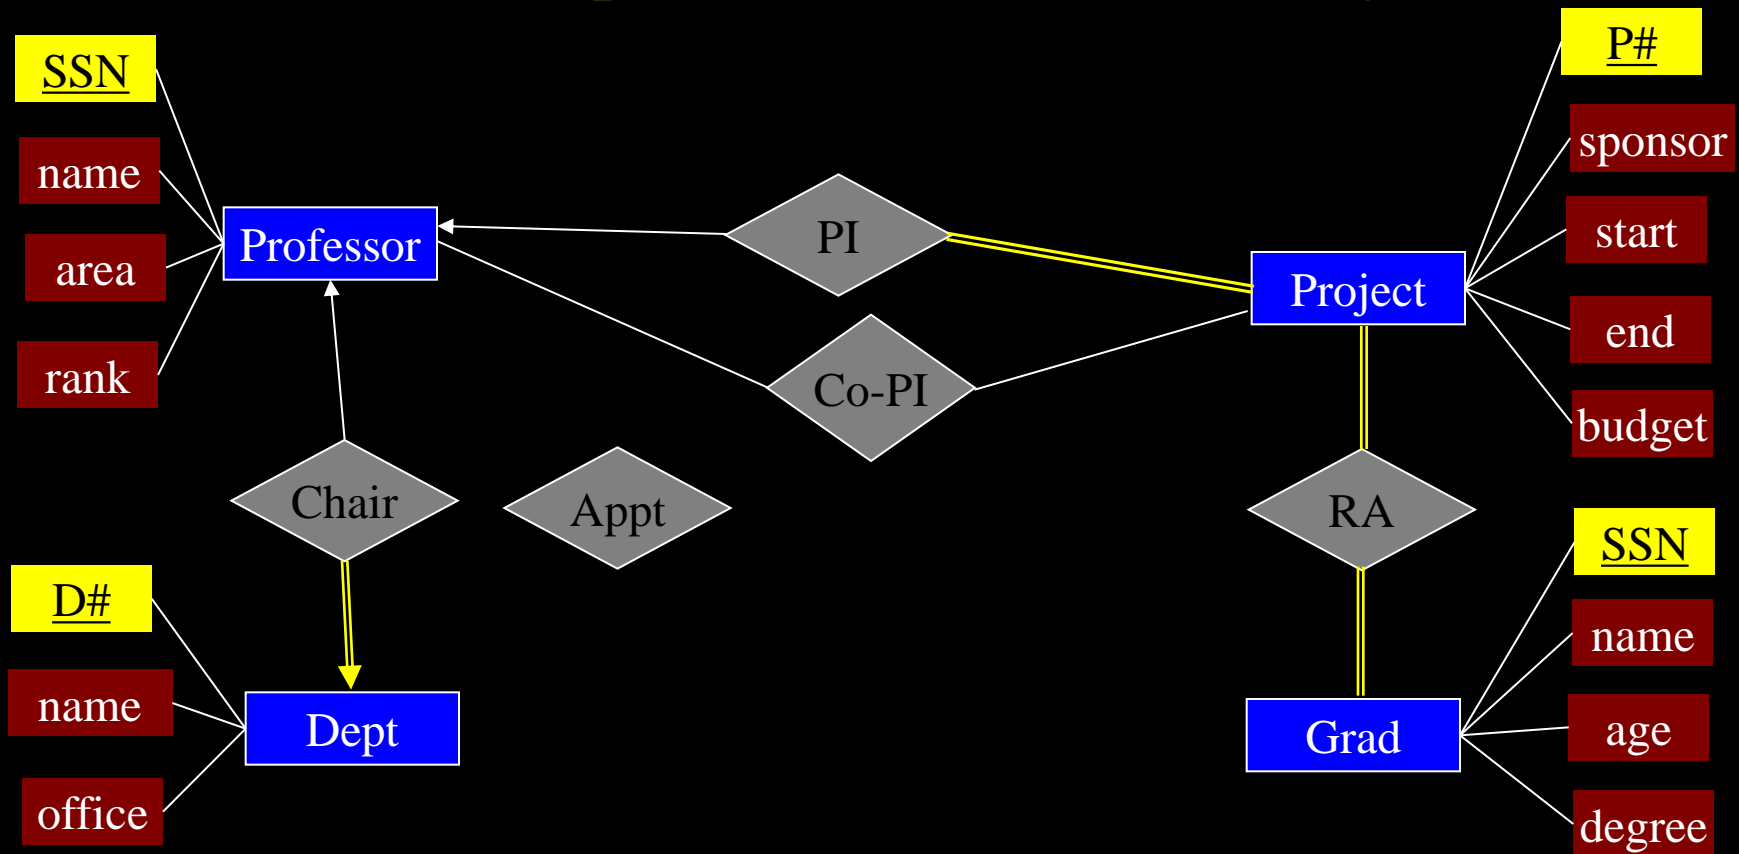 SSN
name
area
rank
Professor
PI
Co-PI
Project
P#
sponsor
start
end
budget
Chair
Appt
RA
D#
name
office
Dept
Grad
SSN
name
age
degree